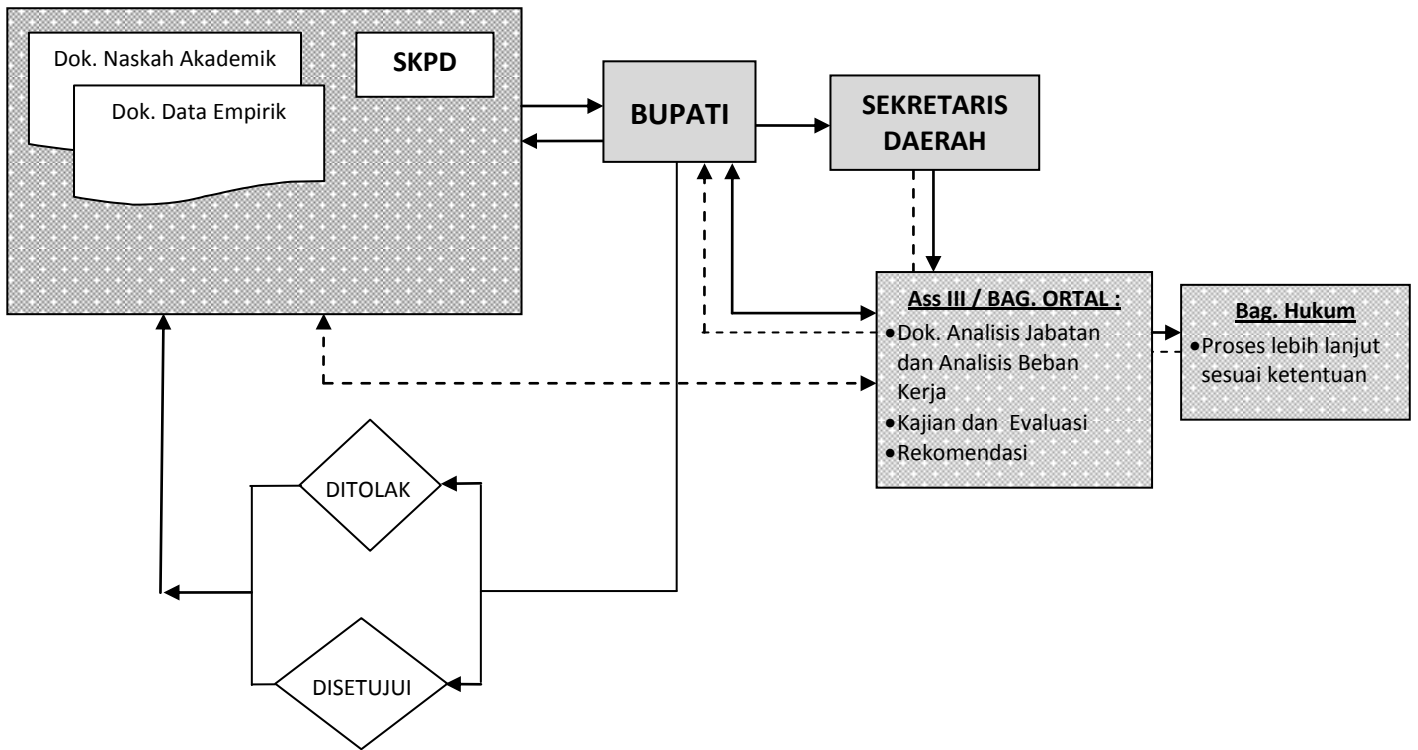 Dok. Naskah Akademik
Dok. Data Empirik
SKPD
BUPATI
SEKRETARIS
DAERAH
Ass III / BAG. ORTAL :
•Dok. Analisis Jabatan
dan Analisis Beban
Kerja
•Kajian dan Evaluasi
•Rekomendasi
Bag. Hukum
•Proses lebih lanjut
sesuai ketentuan
DITOLAK
DISETUJUI